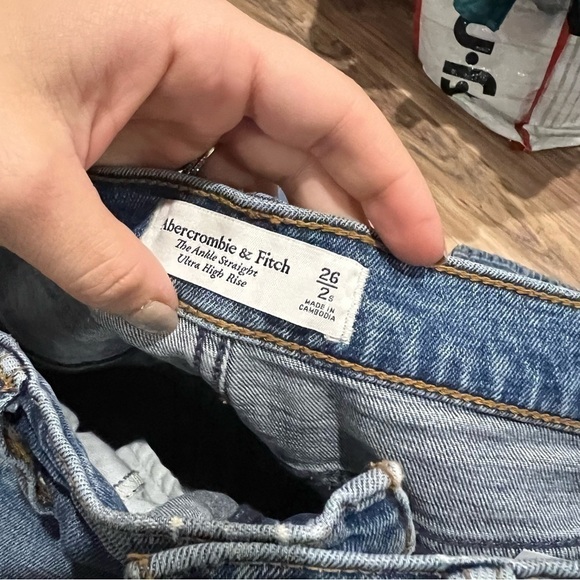 Abercrombie & Fitch
The Ankle Straight
Ultra High Rise
26
2s
MADE IN
CAMBODIA